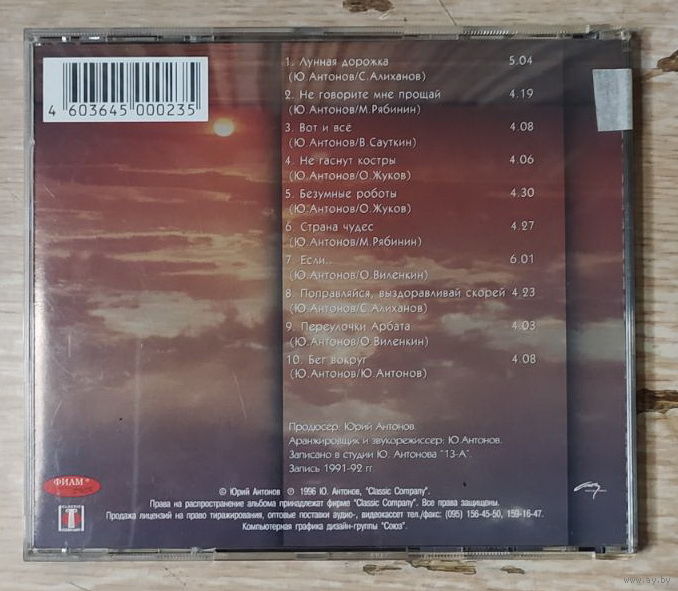 4 603645 000235
1. Лунная дорожка 5.04
(Ю.Антонов/С.Алиханов)
2. Не говорите мне прощай 4.19
(Ю.Антонов/М.Рябинин)
3. Вот и всё 4.08
(Ю.Антонов/В.Сауткин)
4. Не гаснут костры 4.06
(Ю.Антонов/О.Жуков)
5. Безумные роботы 4.30
(Ю.Антонов/О.Жуков)
6. Страна чудес 4.27
(Ю.Антонов/М.Рябинин)
7. Если... 6.01
(Ю.Антонов/О.Виленкин)
8. Поправляйся, выздоравливай скорей 4.23
(Ю.Антонов/С.Алиханов)
9. Переулочки Арбата 4.03
(Ю.Антонов/О.Виленкин)
10. Бег вокруг 4.08
(Ю.Антонов/Ю.Антонов)
Продюсер: Юрий Антонов.
Аранжировщик и звукорежиссер: Ю.Антонов.
Записано в студии Ю. Антонова "13-А".
Запись 1991-92 гг.
ФИАМ®
© Юрий Антонов ℗ 1996 Ю. Антонов, "Classic Company".
Права на распространение альбома принадлежат фирме "Classic Company". Все права защищены.
Продажа лицензий на право тиражирования, оптовые поставки аудио-, видеокассет тел./факс: (095) 156-45-50, 159-16-47.
Компьютерная графика дизайн-группы "Союз".
www.ay.by